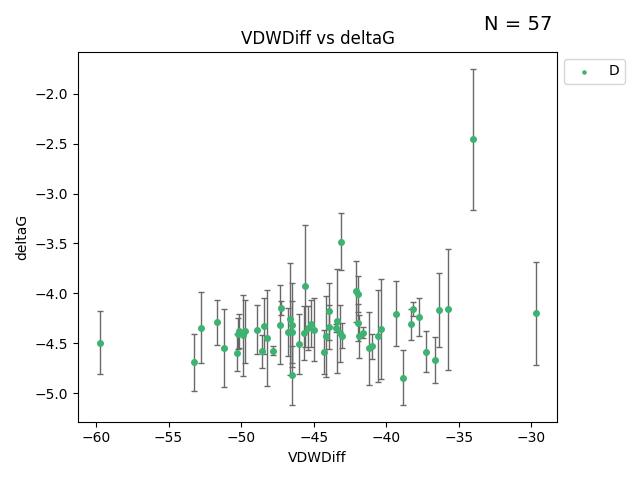 N = 57
VDWDiff vs deltaG
D
deltaG
−2.0
−2.5
−3.0
−3.5
−4.0
−4.5
−5.0
−60 −55 −50 −45 −40 −35 −30
VDWDiff